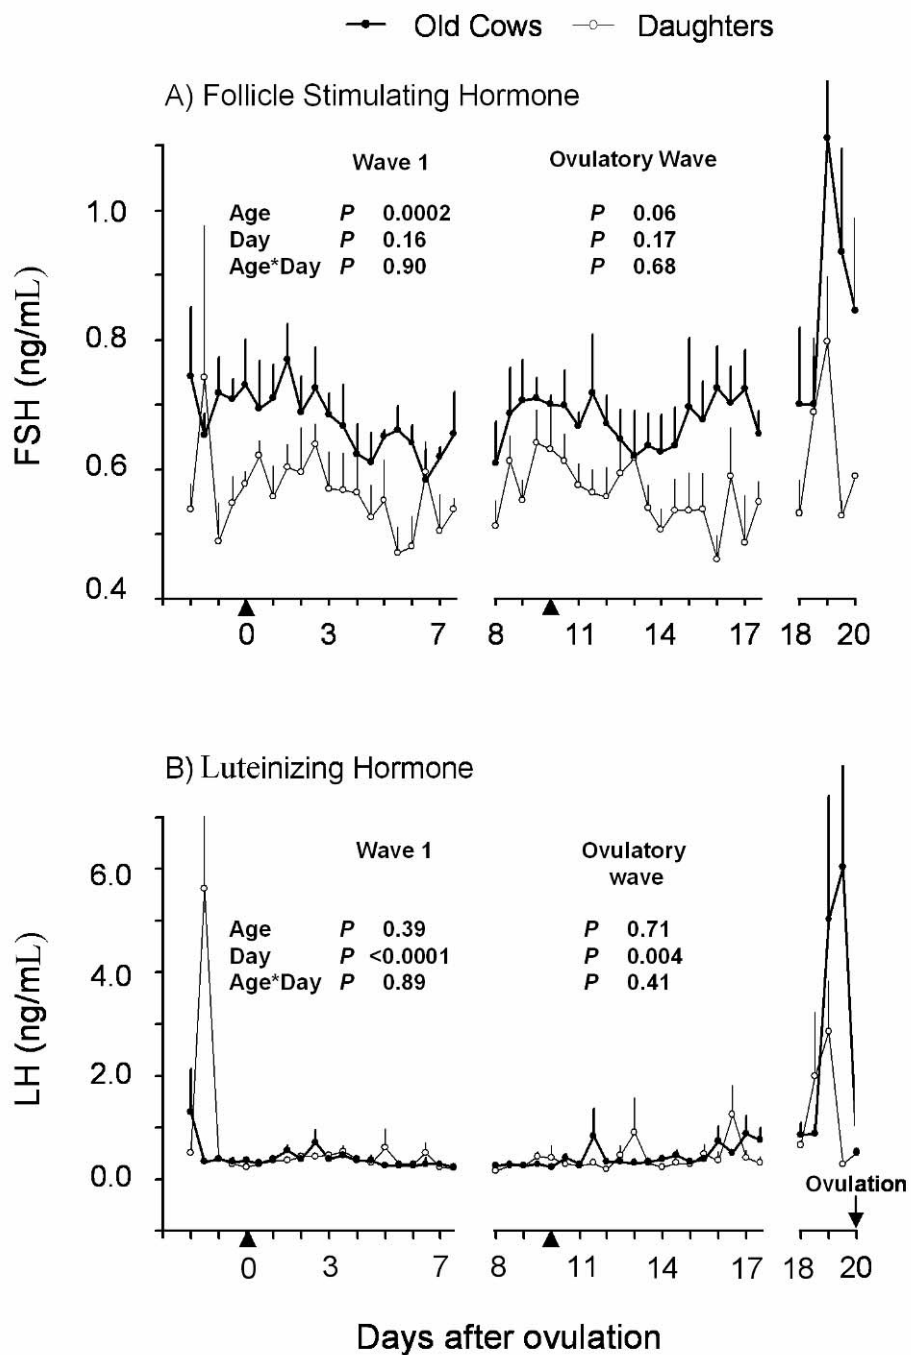 Old Cows Daughters
A) Follicle Stimulating Hormone
Wave 1 Ovulatory Wave
Age P 0.0002 P 0.06
Day P 0.16 P 0.17
Age*Day P 0.90 P 0.68
FSH (ng/mL)
1.0
0.8
0.6
0.4
0 3 7 8 11 14 17 18 20
B) Luteinizing Hormone
Wave 1 Ovulatory
wave
Age P 0.39 P 0.71
Day P <0.0001 P 0.004
Age*Day P 0.89 P 0.41
LH (ng/mL)
6.0
4.0
2.0
0.0
Ovulation
0 3 7 8 11 14 17 18 20
Days after ovulation